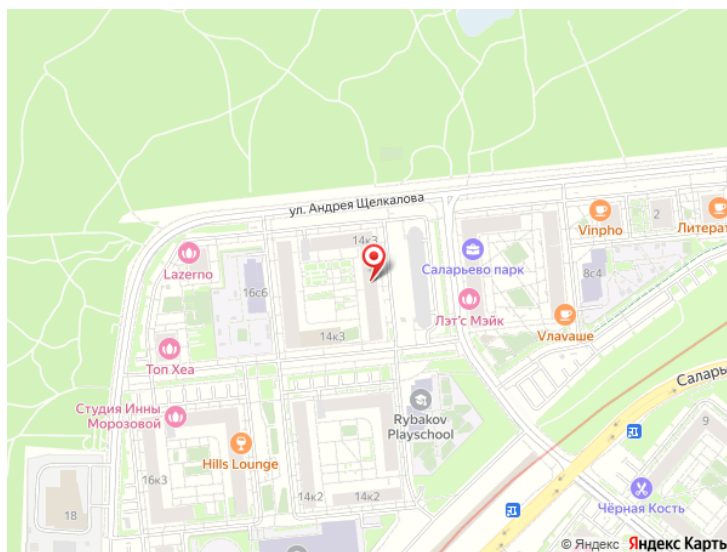 ул. Андрея Щелкалова
Vinpho
2
Литерат
14к3
Lazerno
Саларьево парк
8с4
16с6
Лэт'с Мэйк
Vлаваше
14к3
Топ Хеа
Саларь
Студия Инны
Морозовой
Rybakov
Playschool
9
Hills Lounge
16к3
14к2
14к2
Чёрная Кость
18
© Яндекс Яндекс Карты